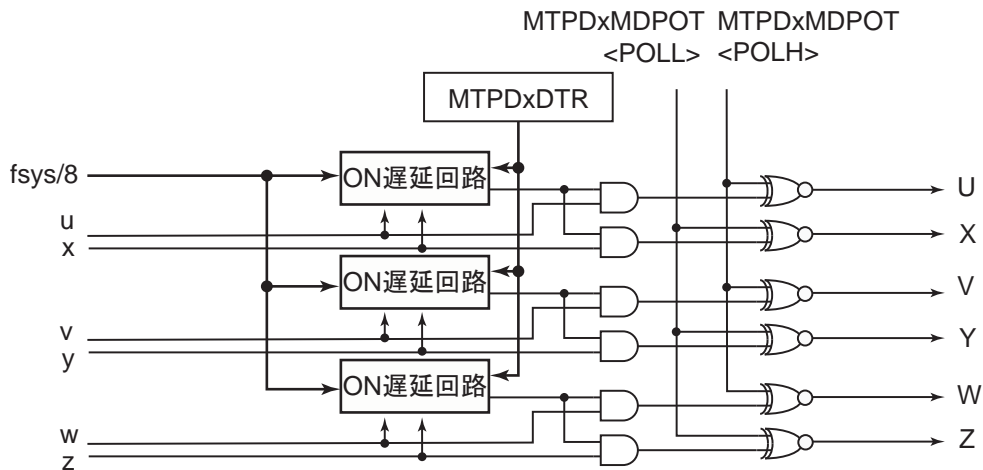 MTPDxMDPOT
<POLL>
MTPDxMDPOT
<POLH>
MTPDxDTR
fsys/8
ON遅延回路
u
x
U
X
ON遅延回路
v
y
V
Y
ON遅延回路
w
z
W
Z